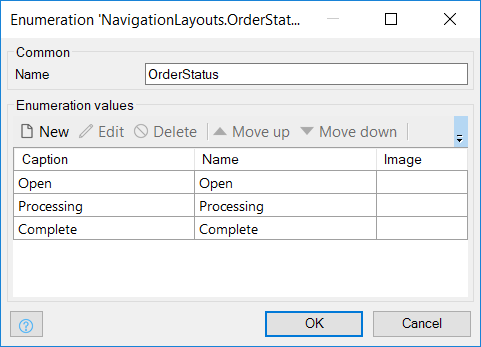 Enumeration 'NavigationLayouts.OrderStat...
Common
Name OrderStatus
Enumeration values
New Edit Delete Move up Move down
Caption Name Image
Open Open
Processing Processing
Complete Complete
? OK Cancel